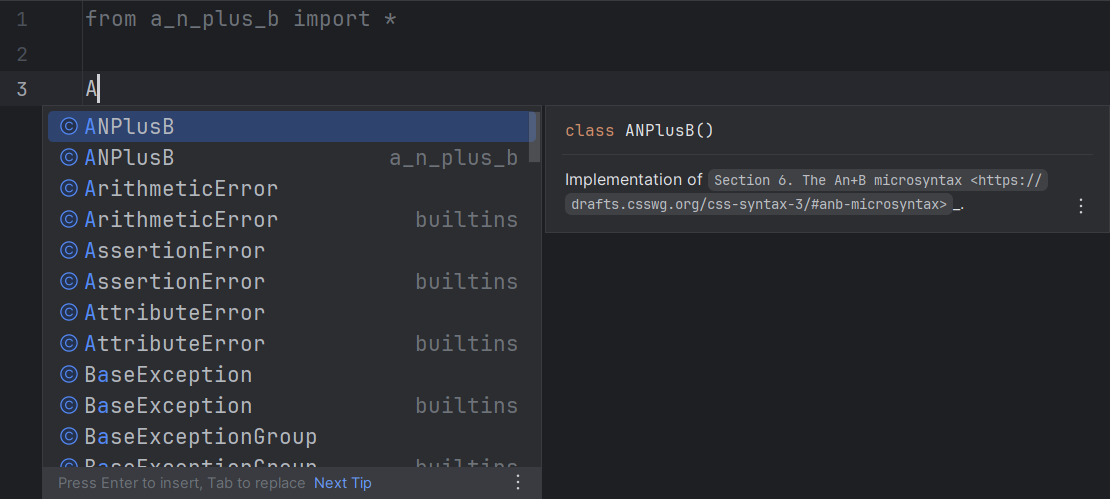 1 from a_n_plus_b import *
2
3 A
ANPlusB
ANPlusB a_n_plus_b
ArithmeticError
ArithmeticError builtins
AssertionError
AssertionError builtins
AttributeError
AttributeError builtins
BaseException
BaseException builtins
BaseExceptionGroup
BaseExceptionGroup builtins
Press Enter to insert, Tab to replace Next Tip
class ANPlusB()
Implementation of Section 6. The An+B microsyntax <https://
drafts.csswg.org/css-syntax-3/#anb-microsyntax>_.